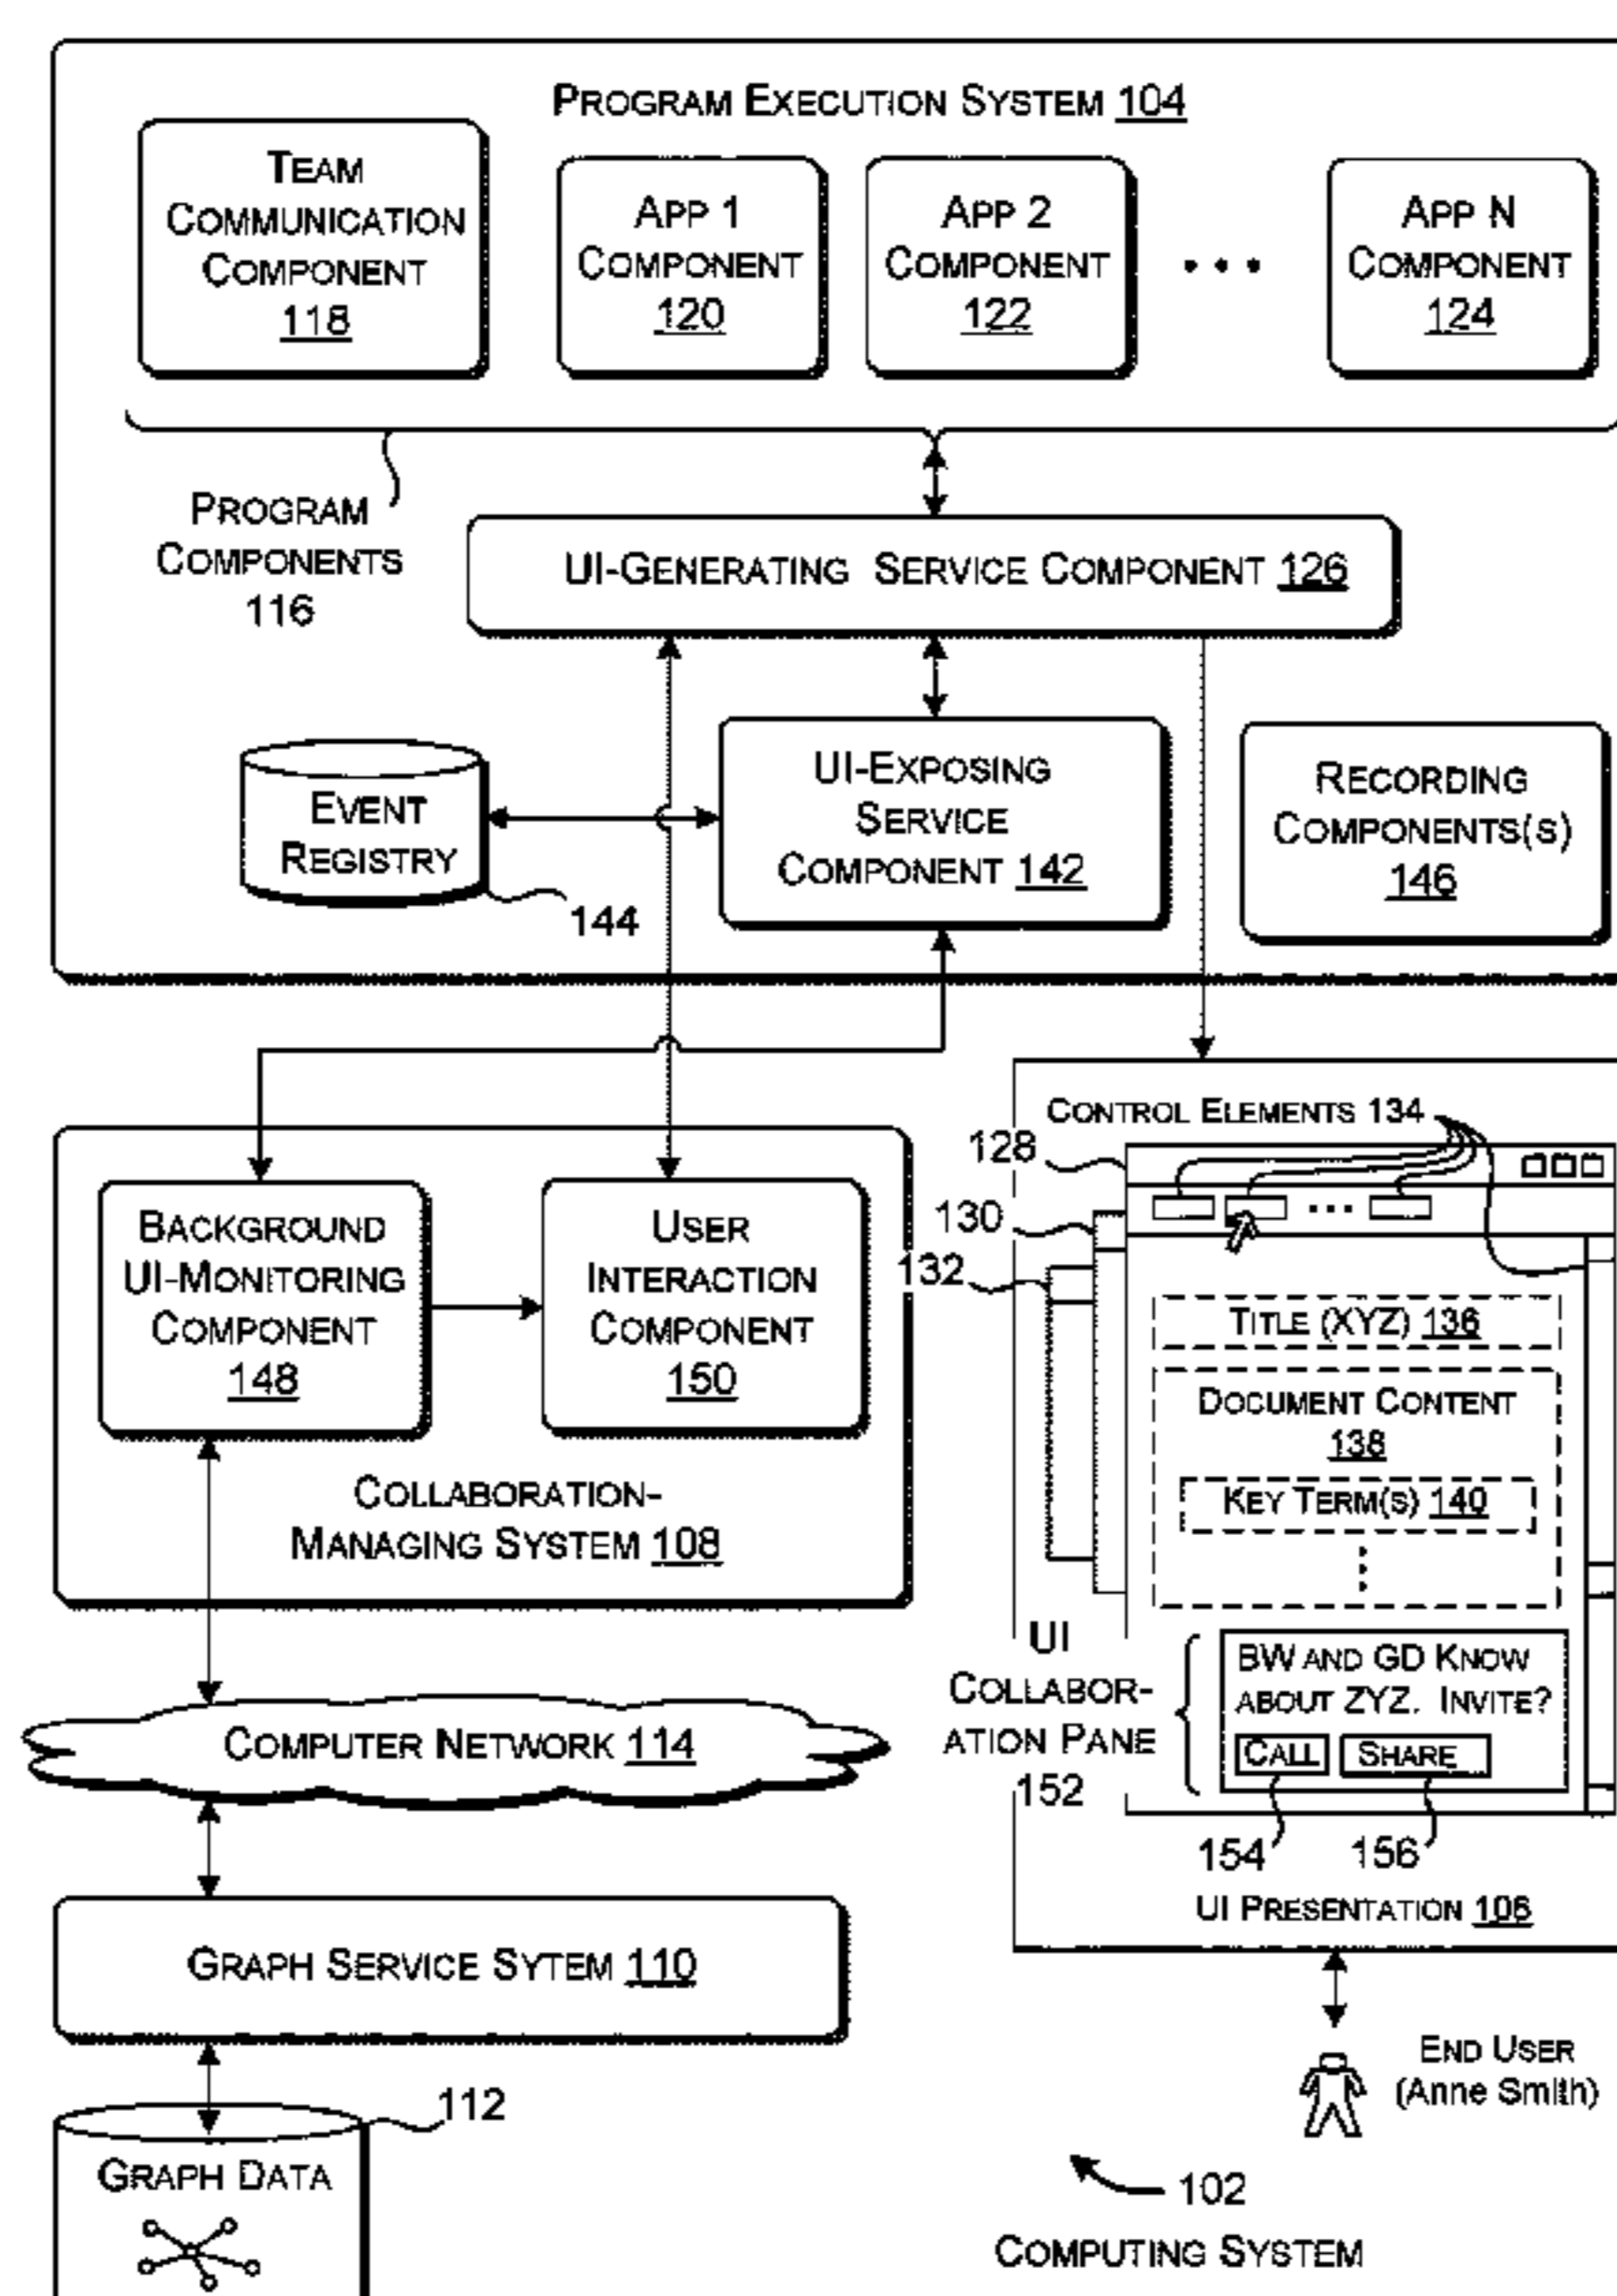 PROGRAM EXECUTION SYSTEM 104
TEAM
COMMUNICATION
COMPONENT
118
APP 1
COMPONENT
120
APP 2
COMPONENT
122
• • •
APP N
COMPONENT
124
PROGRAM
COMPONENTS
116
UI-GENERATING SERVICE COMPONENT 126
EVENT
REGISTRY
144
UI-EXPOSING
SERVICE
COMPONENT 142
RECORDING
COMPONENTS(S)
146
BACKGROUND
UI-MONITORING
COMPONENT
148
USER
INTERACTION
COMPONENT
150
COLLABORATION-
MANAGING SYSTEM 108
CONTROL ELEMENTS 134
128
130
132
TITLE (XYZ) 136
DOCUMENT CONTENT
138
KEY TERM(S) 140
UI
COLLABOR-
ATION PANE
152
BW AND GD KNOW
ABOUT ZYZ. INVITE?
CALL SHARE
154 156
UI PRESENTATION 106
COMPUTER NETWORK 114
GRAPH SERVICE SYTEM 110
112
GRAPH DATA
END USER
(Anne Smith)
102
COMPUTING SYSTEM